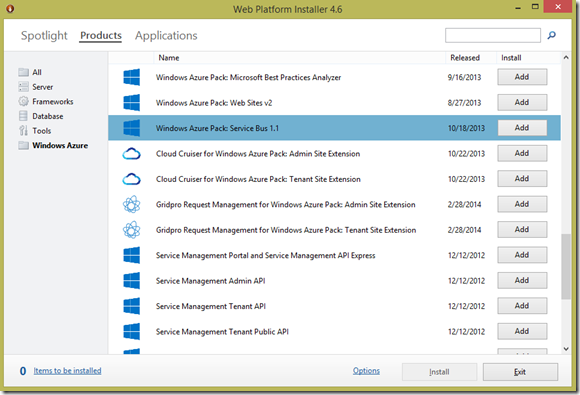 Web Platform Installer 4.6
Spotlight Products Applications
Name Released Install
All
Server
Frameworks
Database
Tools
Windows Azure
Windows Azure Pack: Microsoft Best Practices Analyzer 9/16/2013 Add
Windows Azure Pack: Web Sites v2 8/27/2013 Add
Windows Azure Pack: Service Bus 1.1 10/18/2013 Add
Cloud Cruiser for Windows Azure Pack: Admin Site Extension 10/22/2013 Add
Cloud Cruiser for Windows Azure Pack: Tenant Site Extension 10/22/2013 Add
Gridpro Request Management for Windows Azure Pack: Admin Site Extension 2/28/2014 Add
Gridpro Request Management for Windows Azure Pack: Tenant Site Extension 2/28/2014 Add
Service Management Portal and Service Management API Express 12/12/2012 Add
Service Management Admin API 12/12/2012 Add
Service Management Tenant API 12/12/2012 Add
Service Management Tenant Public API 12/12/2012 Add
0 Items to be installed Options Install Exit